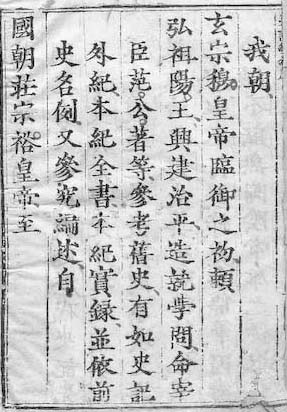 我朝
玄宗穆皇帝臨御之初頼
弘祖陽王興建治平造就學問命宰
臣范公著等參考舊史有如史記
外紀本紀全書本紀實錄並依前
史名例又參究編述自
國朝莊宗裕皇帝至